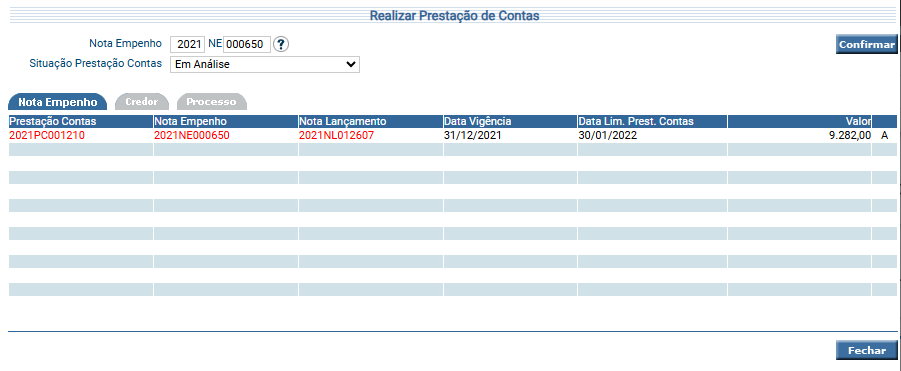 Realizar Prestação de Contas
Nota Empenho 2021 NE 000650 ?
Confirmar
Situação Prestação Contas Em Análise
Nota Empenho Credor Processo
Prestação Contas Nota Empenho Nota Lançamento Data Vigência Data Lim. Prest. Contas Valor
2021PC001210 2021NE000650 2021NL012607 31/12/2021 30/01/2022 9.282,00 A
Fechar